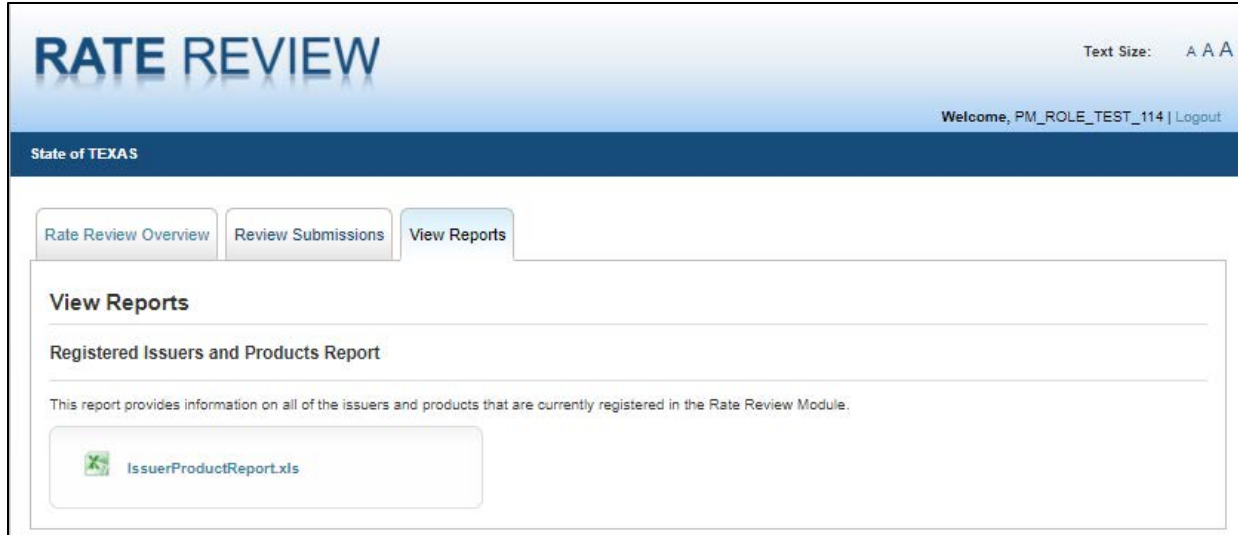 RATE REVIEW
Text Size: A A A
Welcome, PM_ROLE_TEST_114 | Logout
State of TEXAS
Rate Review Overview Review Submissions View Reports
View Reports
Registered Issuers and Products Report
This report provides information on all of the issuers and products that are currently registered in the Rate Review Module.
IssuerProductReport.xls